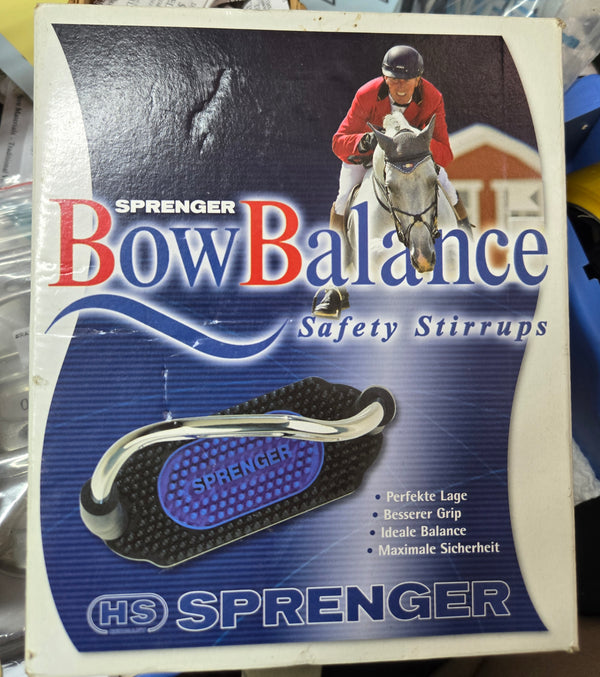 SPRENGER
BowBalance
Safety Stirrups
SPRENGER
• Perfekte Lage
• Besserer Grip
• Ideale Balance
• Maximale Sicherheit
HS SPRENGER